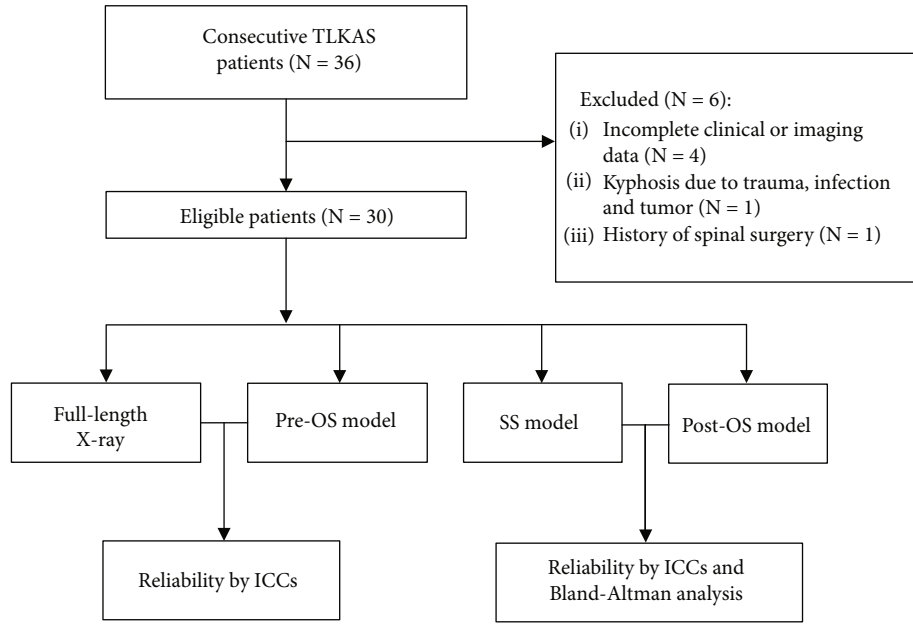 Consecutive TLKAS
patients (N = 36)
Excluded (N = 6):
(i) Incomplete clinical or imaging
data (N = 4)
(ii) Kyphosis due to trauma, infection
and tumor (N = 1)
(iii) History of spinal surgery (N = 1)
Eligible patients (N = 30)
Full-length
X-ray
Pre-OS model
SS model
Post-OS model
Reliability by ICCs
Reliability by ICCs and
Bland-Altman analysis